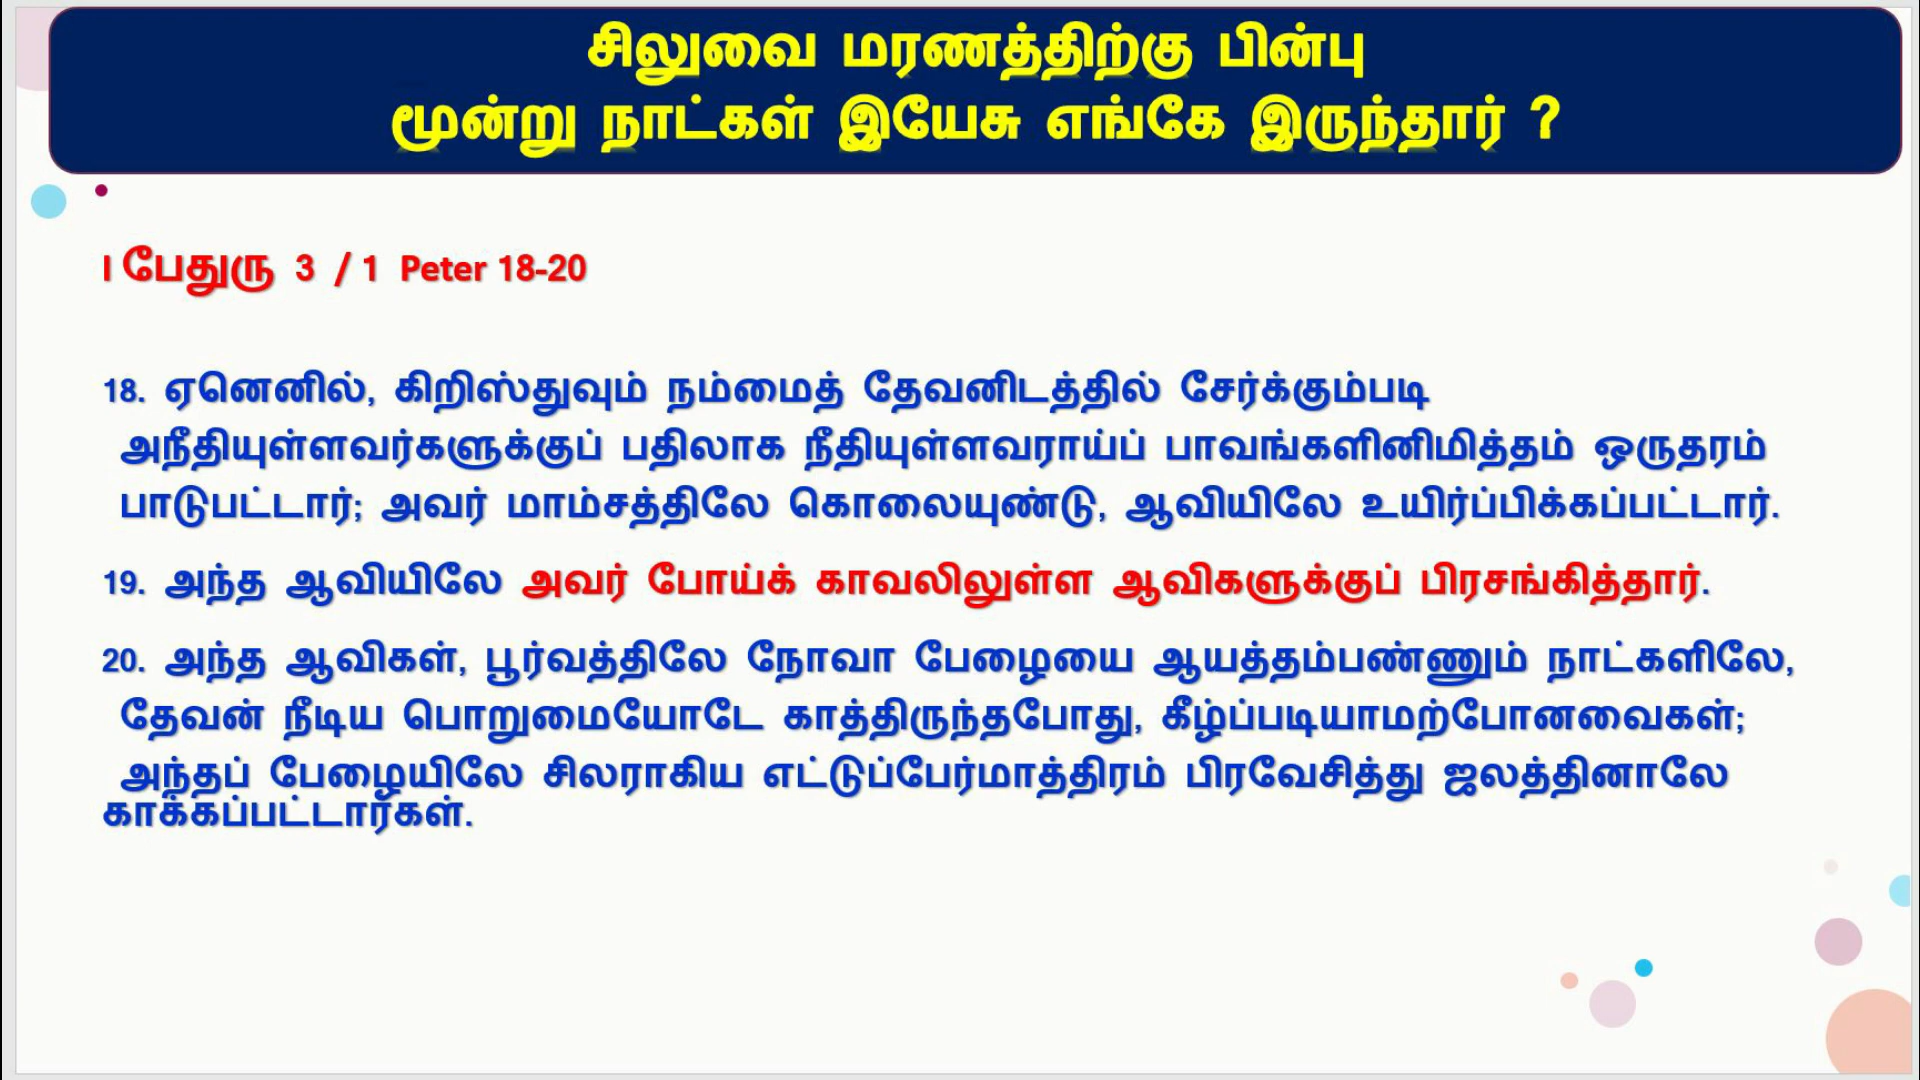 சிலுவை மரணத்திற்கு பின்பு
மூன்று நாட்கள் இயேசு எங்கே இருந்தார் ?
I பேதுரு 3 / 1 Peter 18-20
18. ஏனெனில், கிறிஸ்துவும் நம்மைத் தேவனிடத்தில் சேர்க்கும்படி
அநீதியுள்ளவர்களுக்குப் பதிலாக நீதியுள்ளவராய்ப் பாவங்களினிமித்தம் ஒருதரம்
பாடுபட்டார்; அவர் மாம்சத்திலே கொலையுண்டு, ஆவியிலே உயிர்ப்பிக்கப்பட்டார்.
19. அந்த ஆவியிலே அவர் போய்க் காவலிலுள்ள ஆவிகளுக்குப் பிரசங்கித்தார்.
20. அந்த ஆவிகள், பூர்வத்திலே நோவா பேழையை ஆயத்தம்பண்ணும் நாட்களிலே,
தேவன் நீடிய பொறுமையோடே காத்திருந்தபோது, கீழ்ப்படியாமற்போனவைகள்;
அந்தப் பேழையிலே சிலராகிய எட்டுப்பேர்மாத்திரம் பிரவேசித்து ஜலத்தினாலே
காக்கப்பட்டார்கள்.